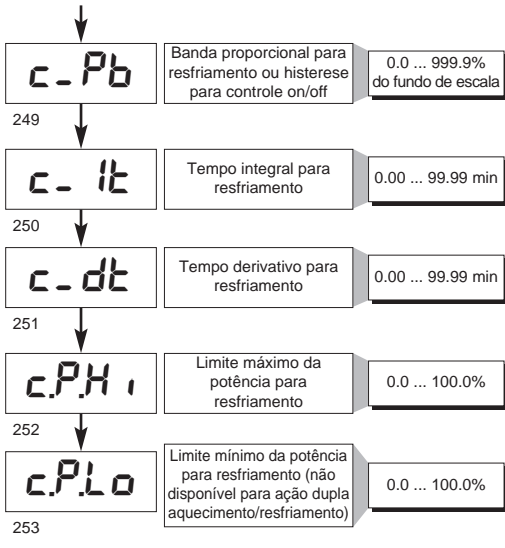 c_Pb
Banda proporcional para
resfriamento ou histerese
para controle on/off
0.0 ... 999.9%
do fundo de escala
249
c_ It
Tempo integral para
resfriamento
0.00 ... 99.99 min
250
c_dt
Tempo derivativo para
resfriamento
0.00 ... 99.99 min
251
c.P.H i
Limite máximo da
potência para
resfriamento
0.0 ... 100.0%
252
c.P.Lo
Limite mínimo da potência
para resfriamento (não
disponível para ação dupla
aquecimento/resfriamento)
0.0 ... 100.0%
253